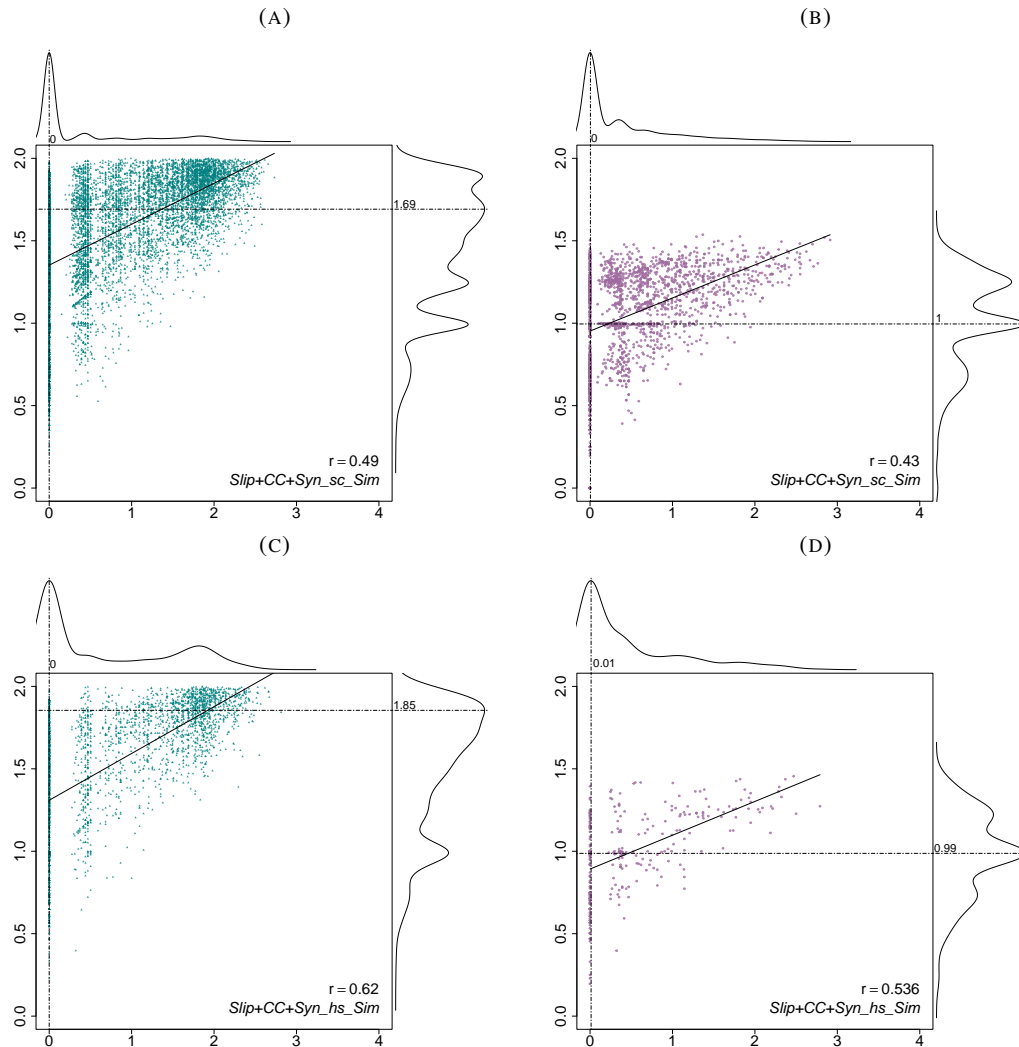 (A)
(B)
0
0
2.0
1.5
1.0
0.5
0.0
1.69
r = 0.49
Slip+CC+Syn_sc_Sim
0 1 2 3 4
2.0
1.5
1.0
0.5
0.0
1
r = 0.43
Slip+CC+Syn_sc_Sim
0 1 2 3 4
(C)
(D)
0
0.01
2.0
1.5
1.0
0.5
0.0
1.85
r = 0.62
Slip+CC+Syn_hs_Sim
0 1 2 3 4
2.0
1.5
1.0
0.5
0.0
0.99
r = 0.536
Slip+CC+Syn_hs_Sim
0 1 2 3 4